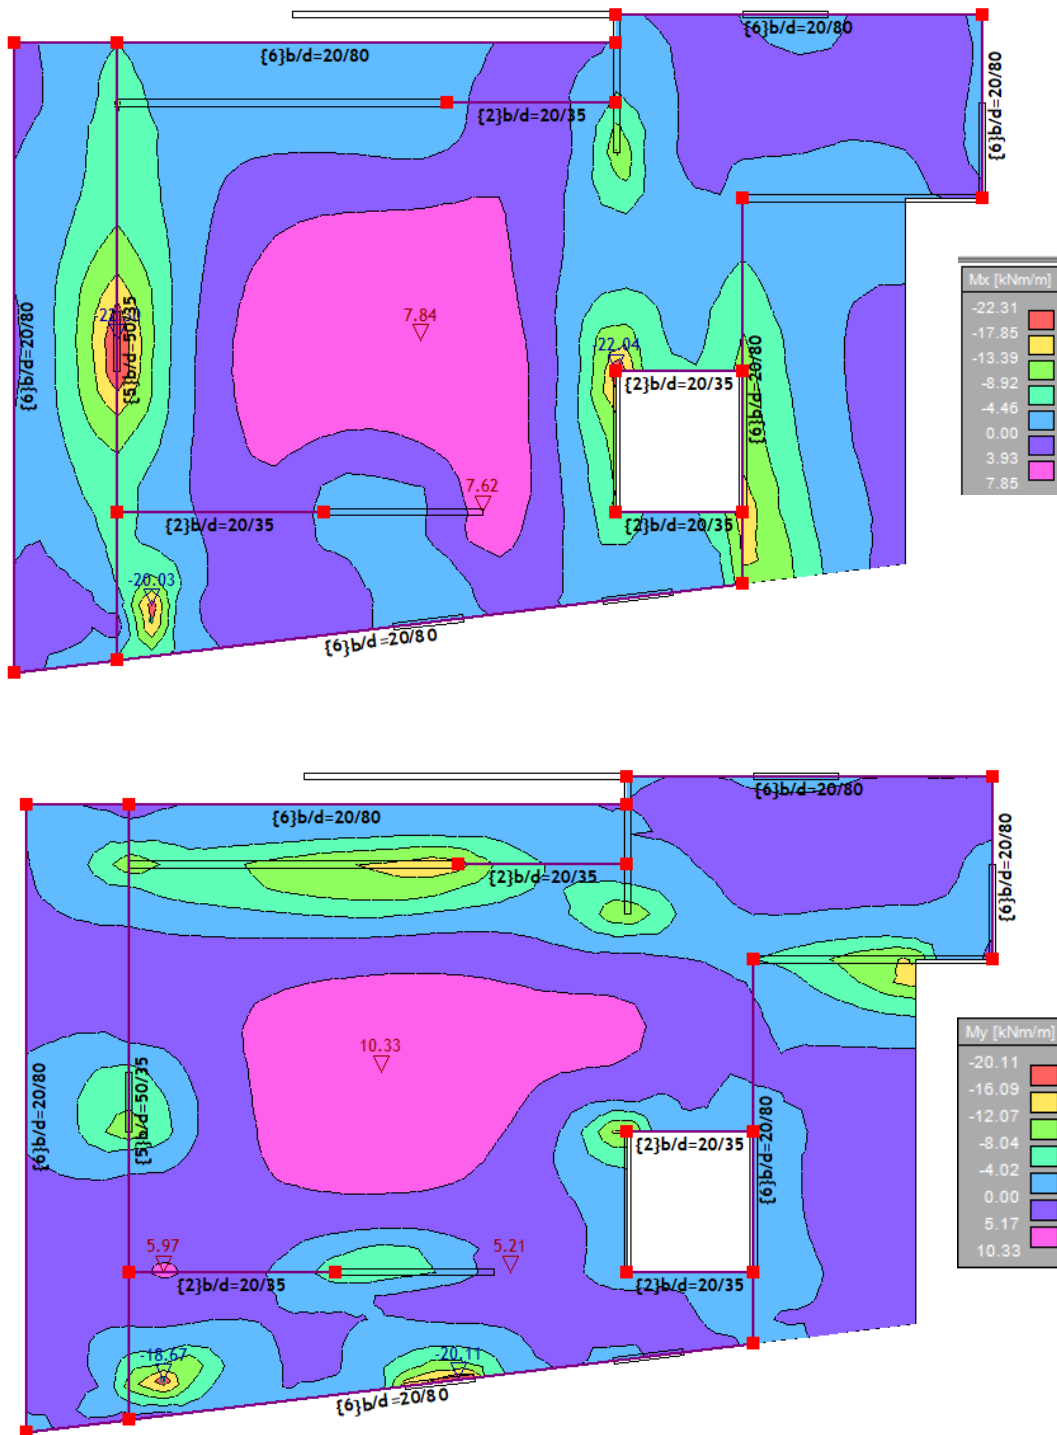 {6}b/d=20/80
{6}b/d=20/80
{2}b/d=20/35
{6}b/d=20/80
Mx [kNm/m]
-22.31
-17.85
-13.39
-8.92
-4.46
0.00
3.93
7.85
{6}b/d=20/80
{5}b/d=50/35
7.84
-22.04
{2}b/d=20/35
{6}b/d=20/80
7.62
{2}b/d=20/35
{2}b/d=20/35
-20.03
{6}b/d=20/80
{6}b/d=20/80
{6}b/d=20/80
{2}b/d=20/35
{6}b/d=20/80
My [kNm/m]
-20.11
-16.09
-12.07
-8.04
-4.02
0.00
5.17
10.33
10.33
{6}b/d=20/80
{5}b/d=50/35
{2}b/d=20/35
{6}b/d=20/80
5.97
5.21
{2}b/d=20/35
{2}b/d=20/35
-18.67
-20.11
{6}b/d=20/80